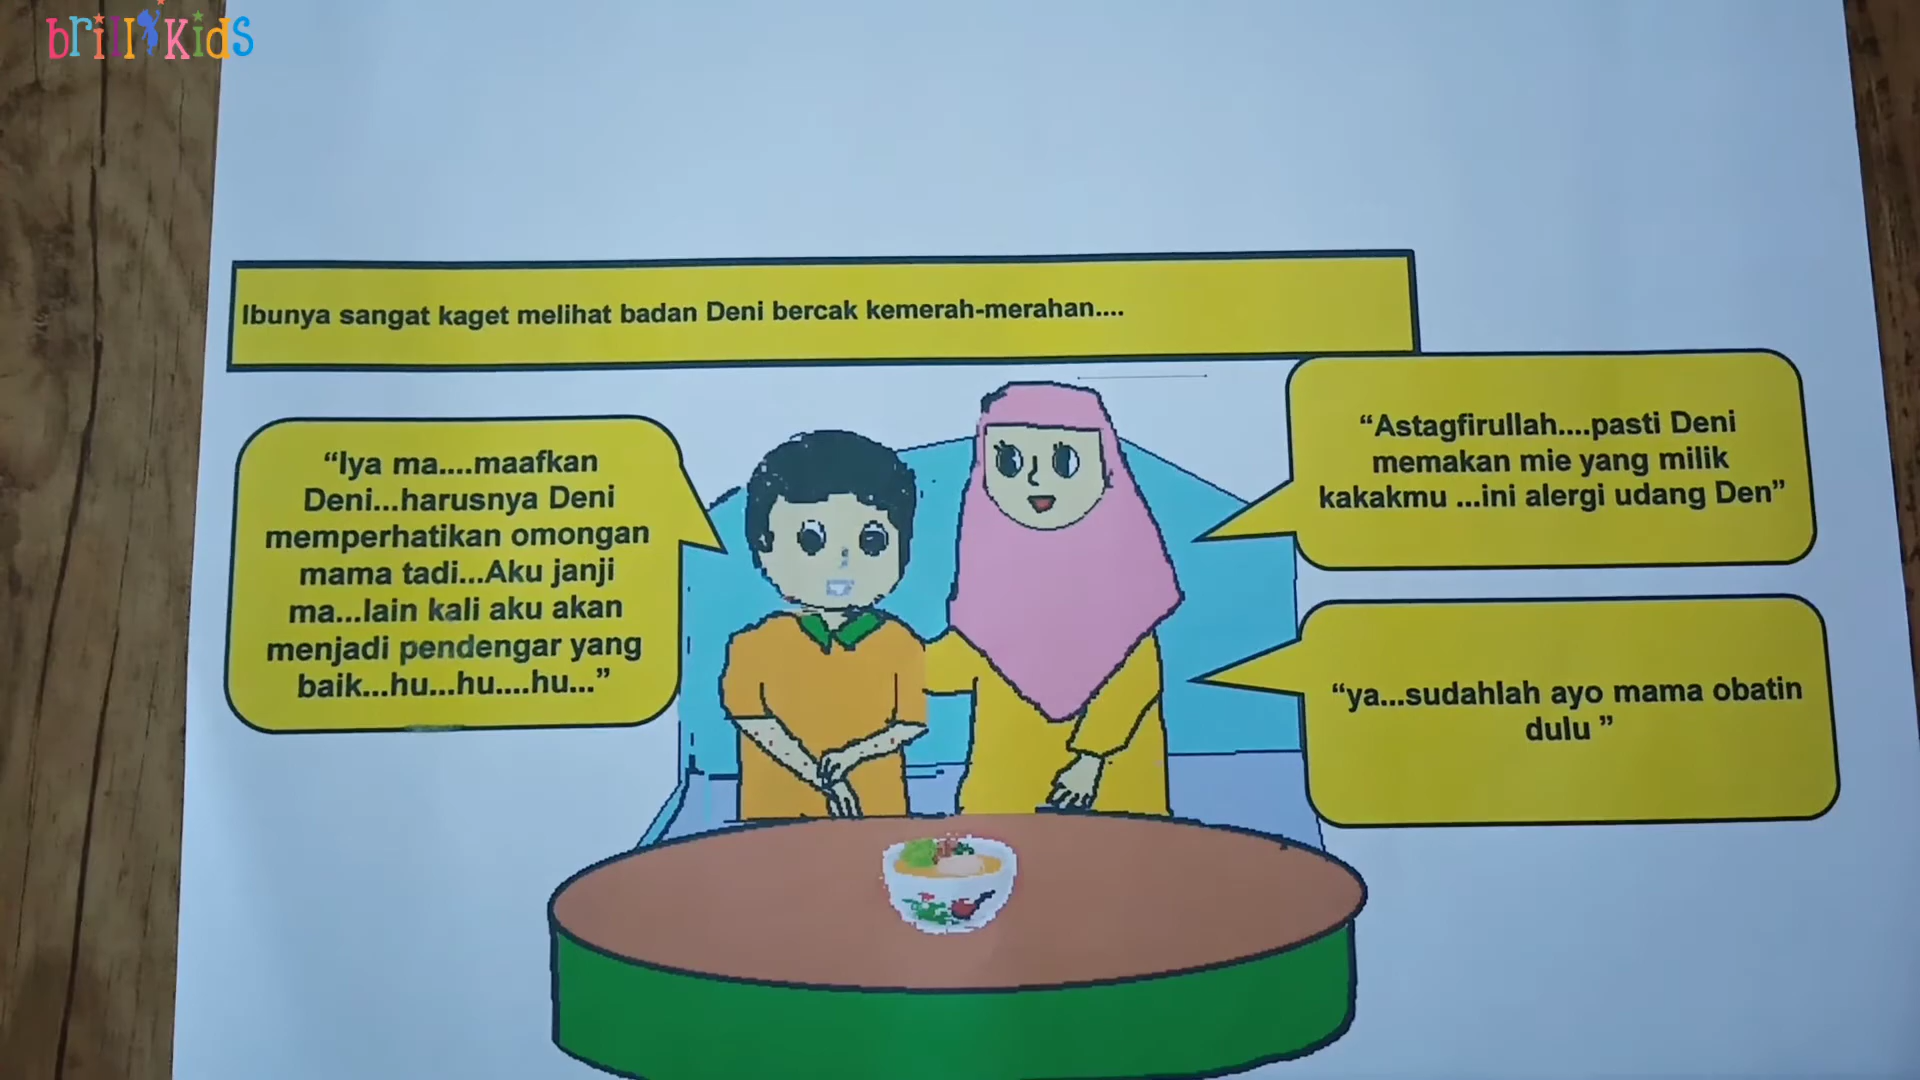 brillkids
Ibunya sangat kaget melihat badan Deni bercak kemerah-merahan....
“Astagfirullah....pasti Deni
memakan mie yang milik
kakakmu ...ini alergi udang Den”
“Iya ma....maafkan
Deni...harusnya Deni
memperhatikan omongan
mama tadi...Aku janji
ma...lain kali aku akan
menjadi pendengar yang
baik...hu...hu....hu...”
“ya...sudahlah ayo mama obatin
dulu ”